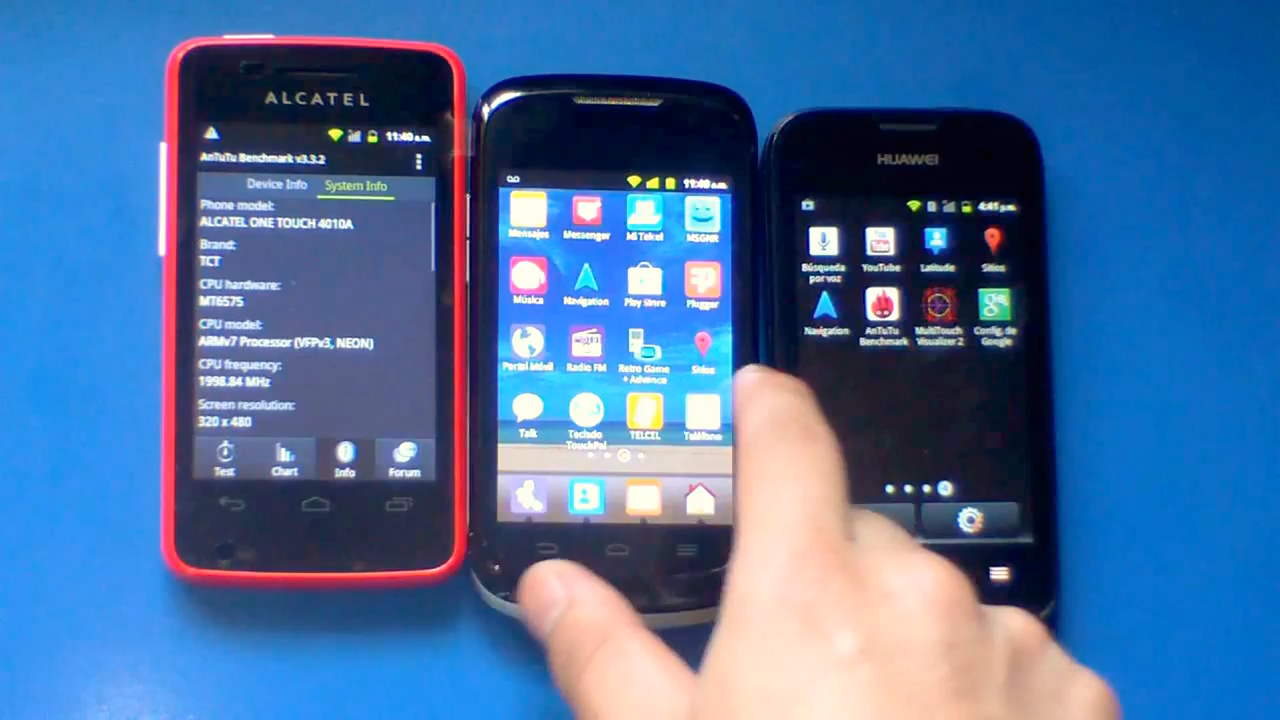 ALCATEL
11:40 a.m.
AnTuTu Benchmark v3.3.2
Device Info System Info
Phone model:
ALCATEL ONE TOUCH 4010A
Brand:
TCT
CPU hardware:
MT6575
CPU model:
ARMv7 Processor (VFPv3, NEON)
CPU frequency:
1998.84 MHz
Screen resolution:
320 x 480
Test Chart Info Forum
11:40 a.m.
Mensajes Messenger Mi Telcel MSGNR
Música Navigation Play Store Plugger
Portal Móvil Radio FM Retro Game Sitios
+ Advance
Talk Teclado TELCEL Teléfono
TouchPal
HUAWEI
4:41 p.m.
Búsqueda YouTube Latitude Sitios
por voz
Navigation AnTuTu MultiTouch Config. de
Benchmark Visualizer 2 Google